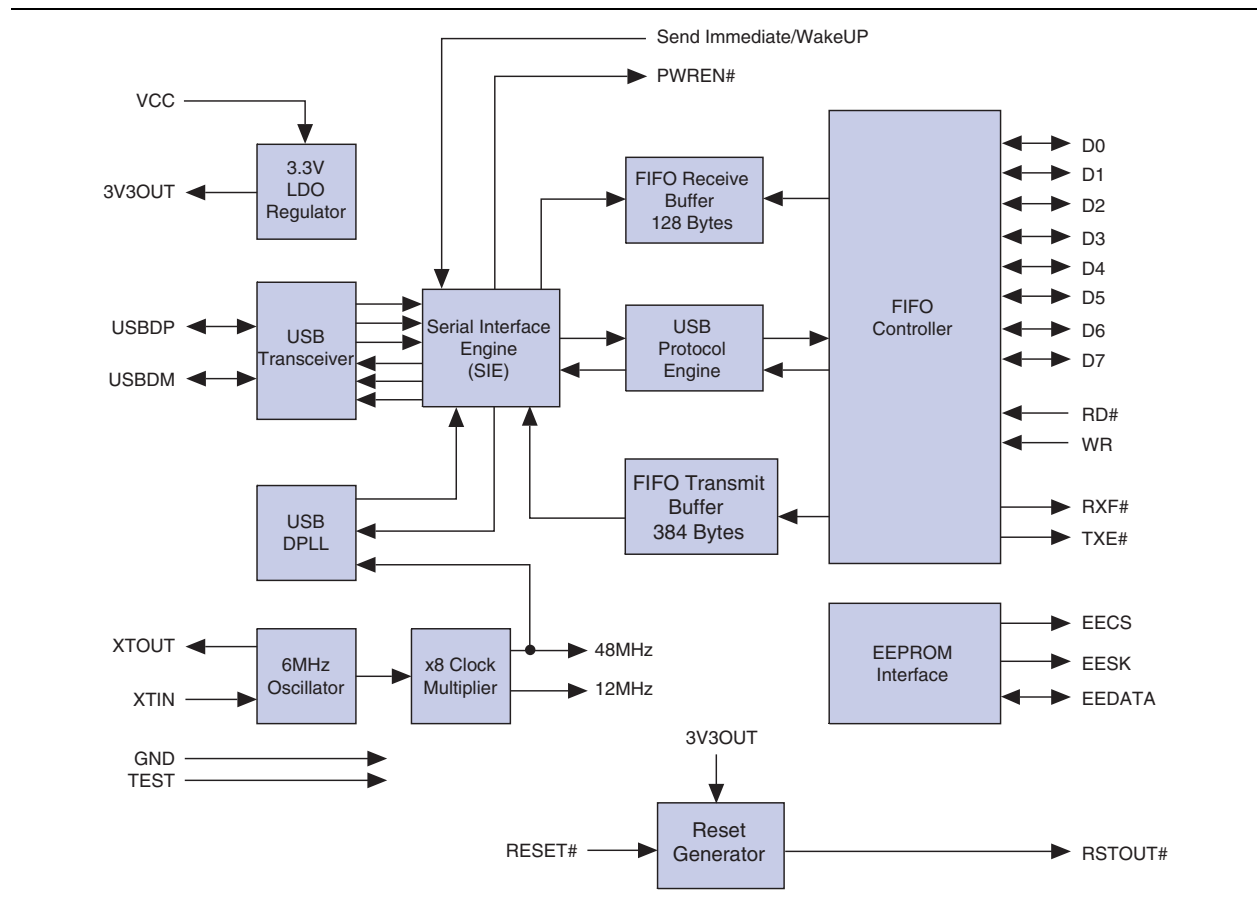 Send Immediate/WakeUP
PWREN#
VCC
3.3V
LDO
Regulator
3V3OUT
FIFO Receive
Buffer
128 Bytes
FIFO
Controller
D0
D1
D2
D3
D4
D5
D6
D7
USBDP
USBDM
USB
Transceiver
Serial Interface
Engine
(SIE)
USB
Protocol
Engine
RD#
WR
RXF#
TXE#
USB
DPLL
FIFO Transmit
Buffer
384 Bytes
XTOUT
XTIN
6MHz
Oscillator
x8 Clock
Multiplier
48MHz
12MHz
EEPROM
Interface
EECS
EESK
EEDATA
GND
TEST
3V3OUT
RESET#
Reset
Generator
RSTOUT#